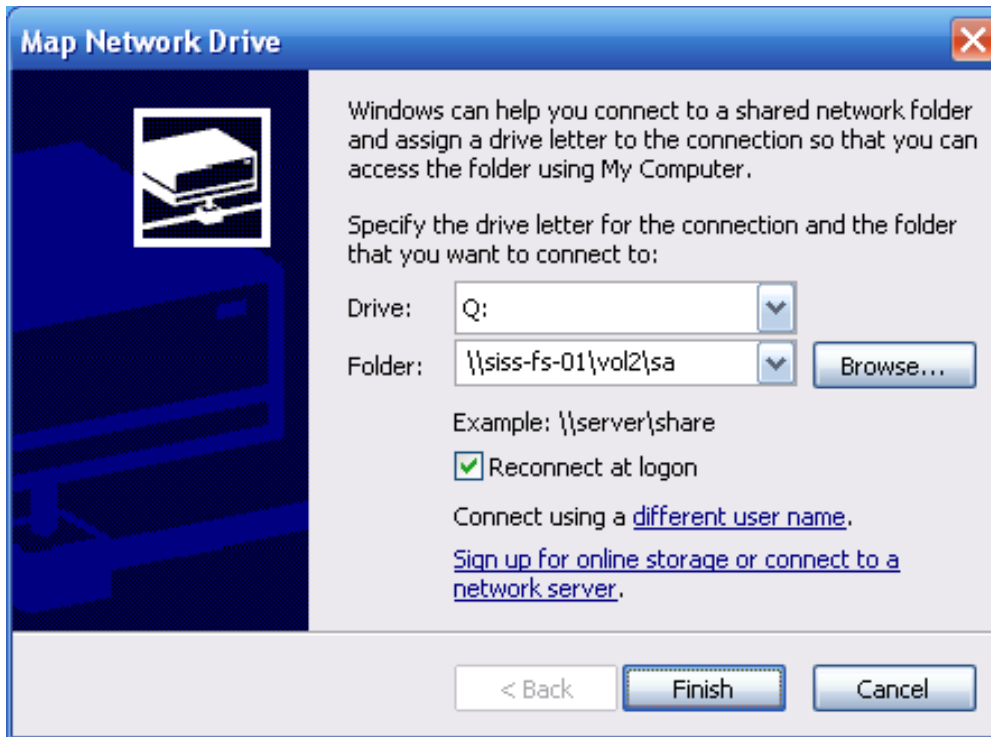 Map Network Drive
Windows can help you connect to a shared network folder
and assign a drive letter to the connection so that you can
access the folder using My Computer.
Specify the drive letter for the connection and the folder
that you want to connect to:
Drive: Q:
Folder: \\siss-fs-01\vol2\sa Browse...
Example: \\server\share
Reconnect at logon
Connect using a different user name.
Sign up for online storage or connect to a
network server.
< Back Finish Cancel